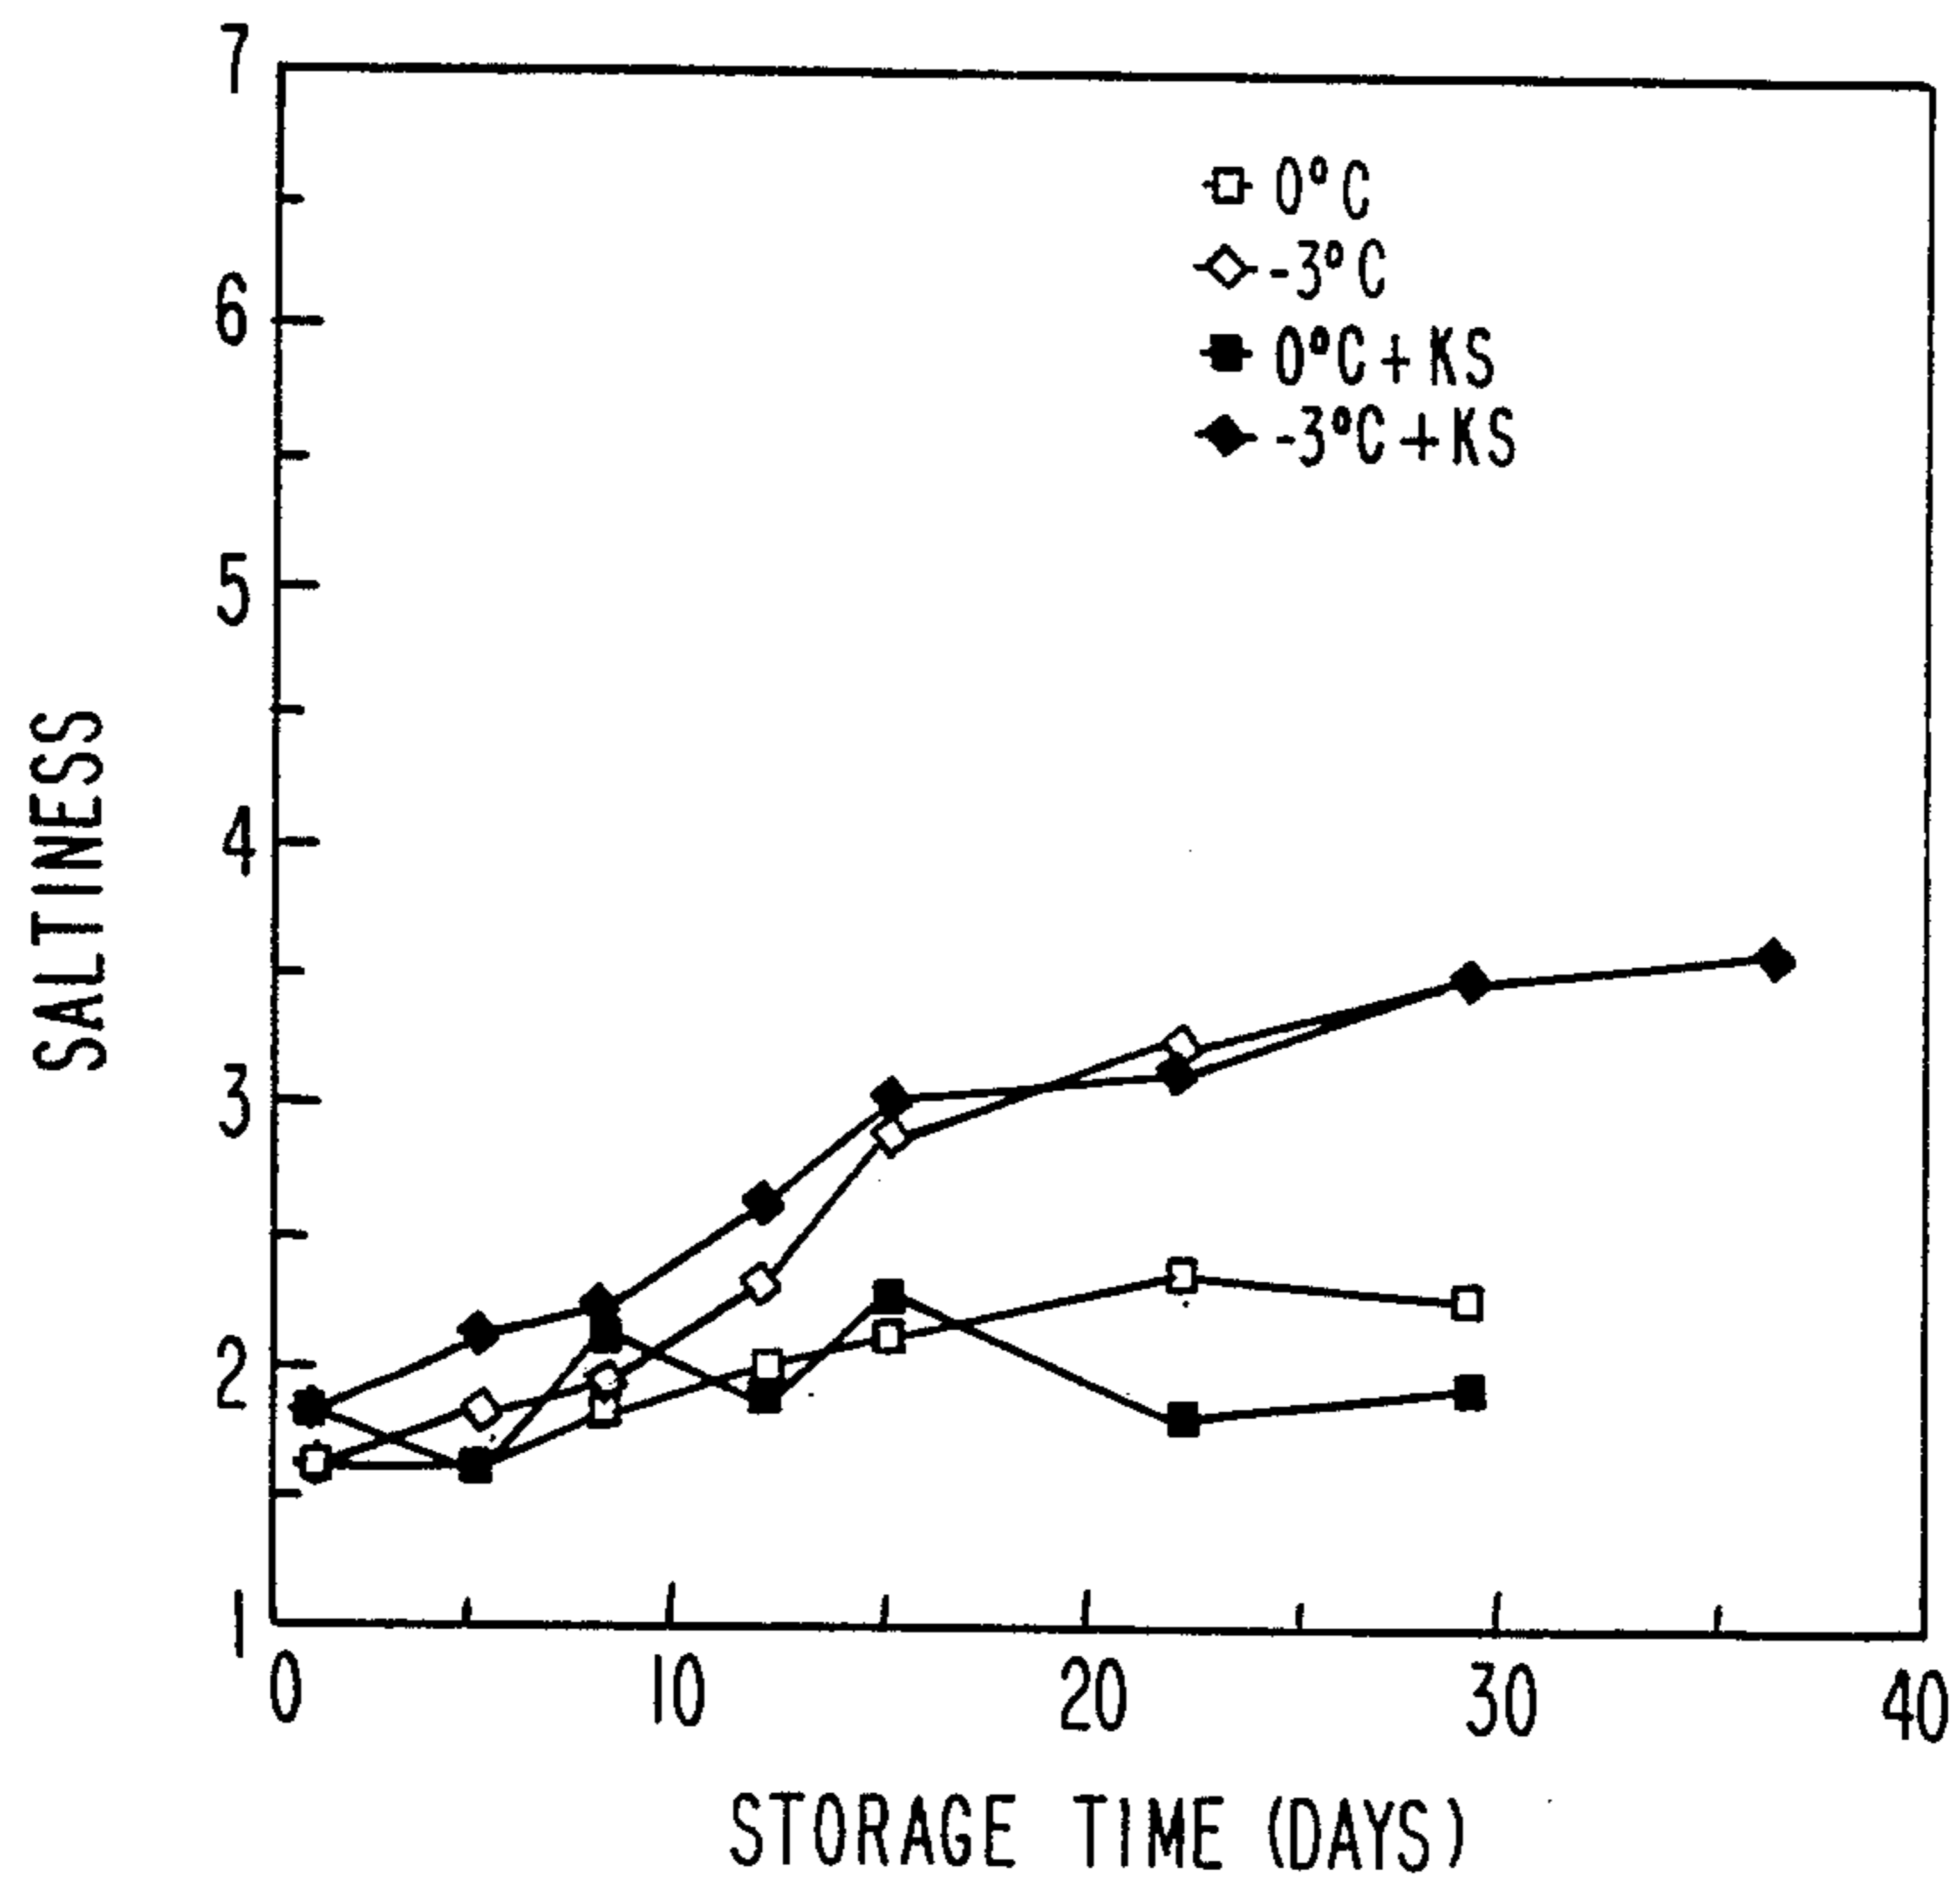 7
0°C
-3°C
0°C+KS
-3°C+KS
6
5
4
3
2
1
SALTINESS
0 10 20 30 40
STORAGE TIME (DAYS)